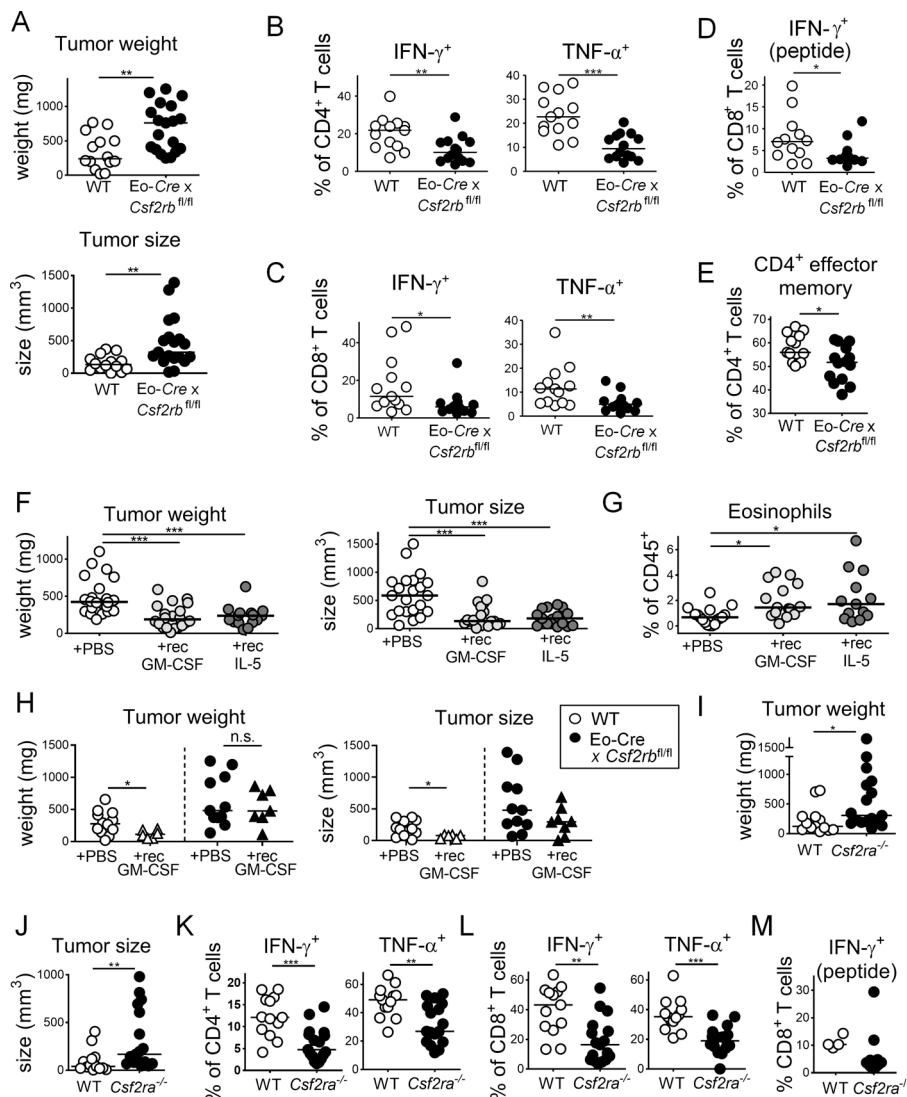 A
Tumor weight
weight (mg)
**
1000
500
0
WT
Eo-Cre x
Csf2rb fl/fl
Tumor size
size (mm3)
**
1500
1000
500
0
WT
Eo-Cre x
Csf2rb fl/fl
B
IFN-γ+
% of CD4+ T cells
**
40
20
0
WT
Eo-Cre x
Csf2rb fl/fl
TNF-α+
***
40
30
20
10
0
WT
Eo-Cre x
Csf2rb fl/fl
C
IFN-γ+
% of CD8+ T cells
*
40
20
0
WT
Eo-Cre x
Csf2rb fl/fl
TNF-α+
**
40
30
20
10
0
WT
Eo-Cre x
Csf2rb fl/fl
D
IFN-γ+
(peptide)
% of CD8+ T cells
*
20
15
10
5
0
WT
Eo-Cre x
Csf2rb fl/fl
E
CD4+ effector
memory
% of CD4+ T cells
*
70
60
50
40
30
WT
Eo-Cre x
Csf2rb fl/fl
F
Tumor weight
weight (mg)
***
***
1000
500
0
+PBS
+rec
GM-CSF
+rec
IL-5
Tumor size
size (mm3)
***
***
1500
1000
500
0
+PBS
+rec
GM-CSF
+rec
IL-5
G
Eosinophils
% of CD45+
*
*
6
4
2
0
+PBS
+rec
GM-CSF
+rec
IL-5
H
Tumor weight
weight (mg)
n.s.
*
1500
1000
500
0
+PBS
+rec
GM-CSF
+PBS
+rec
GM-CSF
Tumor size
size (mm3)
*
1500
1000
500
0
+PBS
+rec
GM-CSF
+PBS
+rec
GM-CSF
WT
Eo-Cre
x Csf2rb fl/fl
I
Tumor weight
weight (mg)
*
1500
1000
500
0
WT Csf2ra-/-
J
Tumor size
size (mm3)
**
1000
500
0
WT Csf2ra-/-
K
IFN-γ+
% of CD4+ T cells
***
20
15
10
5
0
WT Csf2ra-/-
TNF-α+
**
60
40
20
0
WT Csf2ra-/-
L
IFN-γ+
% of CD8+ T cells
**
60
40
20
0
WT Csf2ra-/-
TNF-α+
***
60
40
20
0
WT Csf2ra-/-
M
IFN-γ+
(peptide)
% CD8+ T cells
30
20
10
0
WT Csf2ra-/